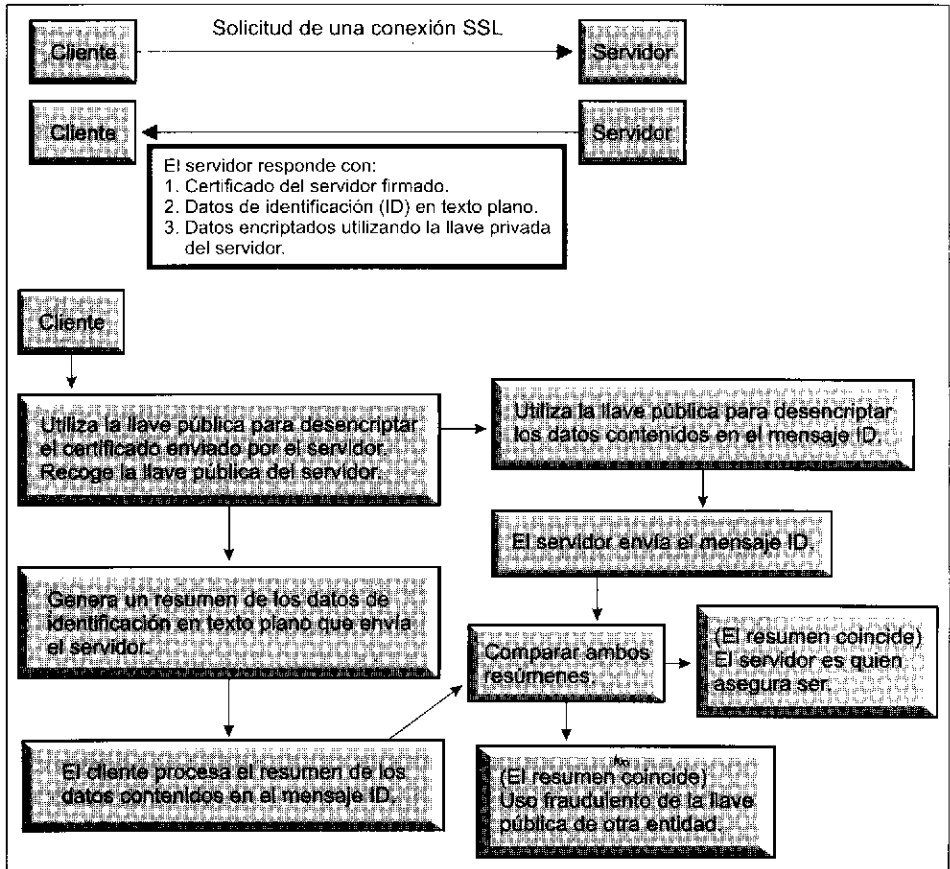 Solicitud de una conexión SSL
Cliente
Servidor
Cliente
Servidor
El servidor responde con:
1. Certificado del servidor firmado.
2. Datos de identificación (ID) en texto plano.
3. Datos encriptados utilizando la llave privada
del servidor.
Cliente
Utiliza la llave pública para desencriptar
el certificado enviado por el servidor.
Recoge la llave pública del servidor.
Utiliza la llave pública para desencriptar
los datos contenidos en el mensaje ID.
El servidor envía el mensaje ID.
Genera un resumen de los datos de
identificación en texto plano que envía
el servidor.
Comparar ambos
resúmenes.
(El resumen coincide)
El servidor es quien
asegura ser.
El cliente procesa el resumen de los
datos contenidos en el mensaje ID.
no
(El resumen coincide)
Uso fraudulento de la llave
pública de otra entidad.